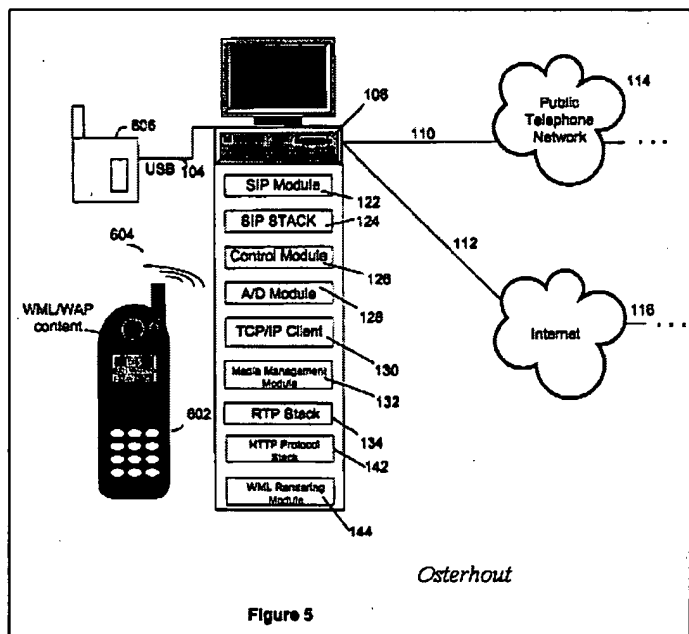 106
114
Public
Telephone
Network
606
110
USB 104
SIP Module
122
SIP STACK
124
112
604
Control Module
126
A/D Module
128
116
WML/WAP
content
Internet
TCP/IP Client
130
Media Management
Module
132
602
RTP Stack
134
HTTP Protocol
Stack
142
WML Rendering
Module
144
Osterhout
Figure 5